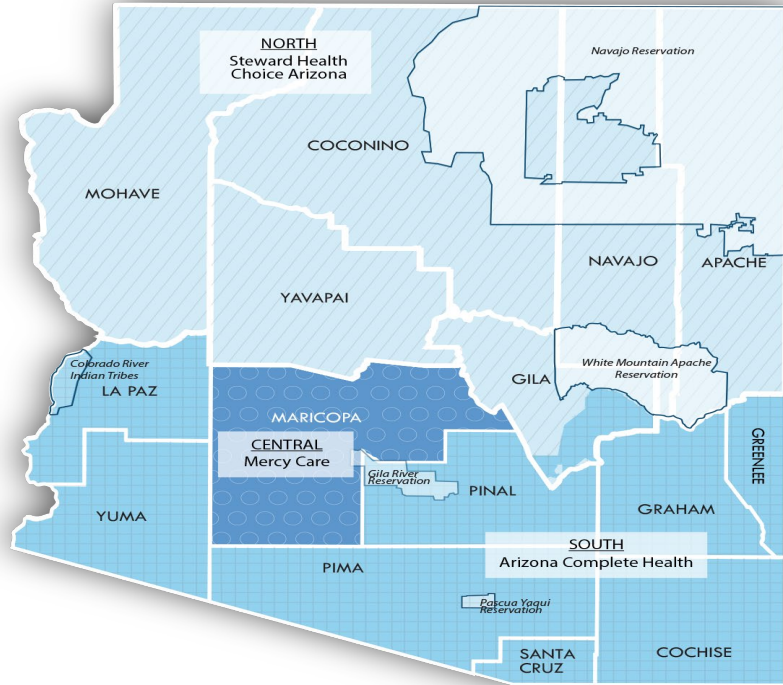 NORTH
Steward Health
Choice Arizona
Navajo Reservation
COCONINO
MOHAVE
NAVAJO
APACHE
YAVAPAI
Colorado River
Indian Tribes
LA PAZ
GILA
White Mountain Apache
Reservation
MARICOPA
CENTRAL
Mercy Care
Gila River
Reservation
PINAL
GREENLEE
YUMA
GRAHAM
SOUTH
Arizona Complete Health
PIMA
Pascua Yaqui
Reservation
SANTA
CRUZ
COCHISE